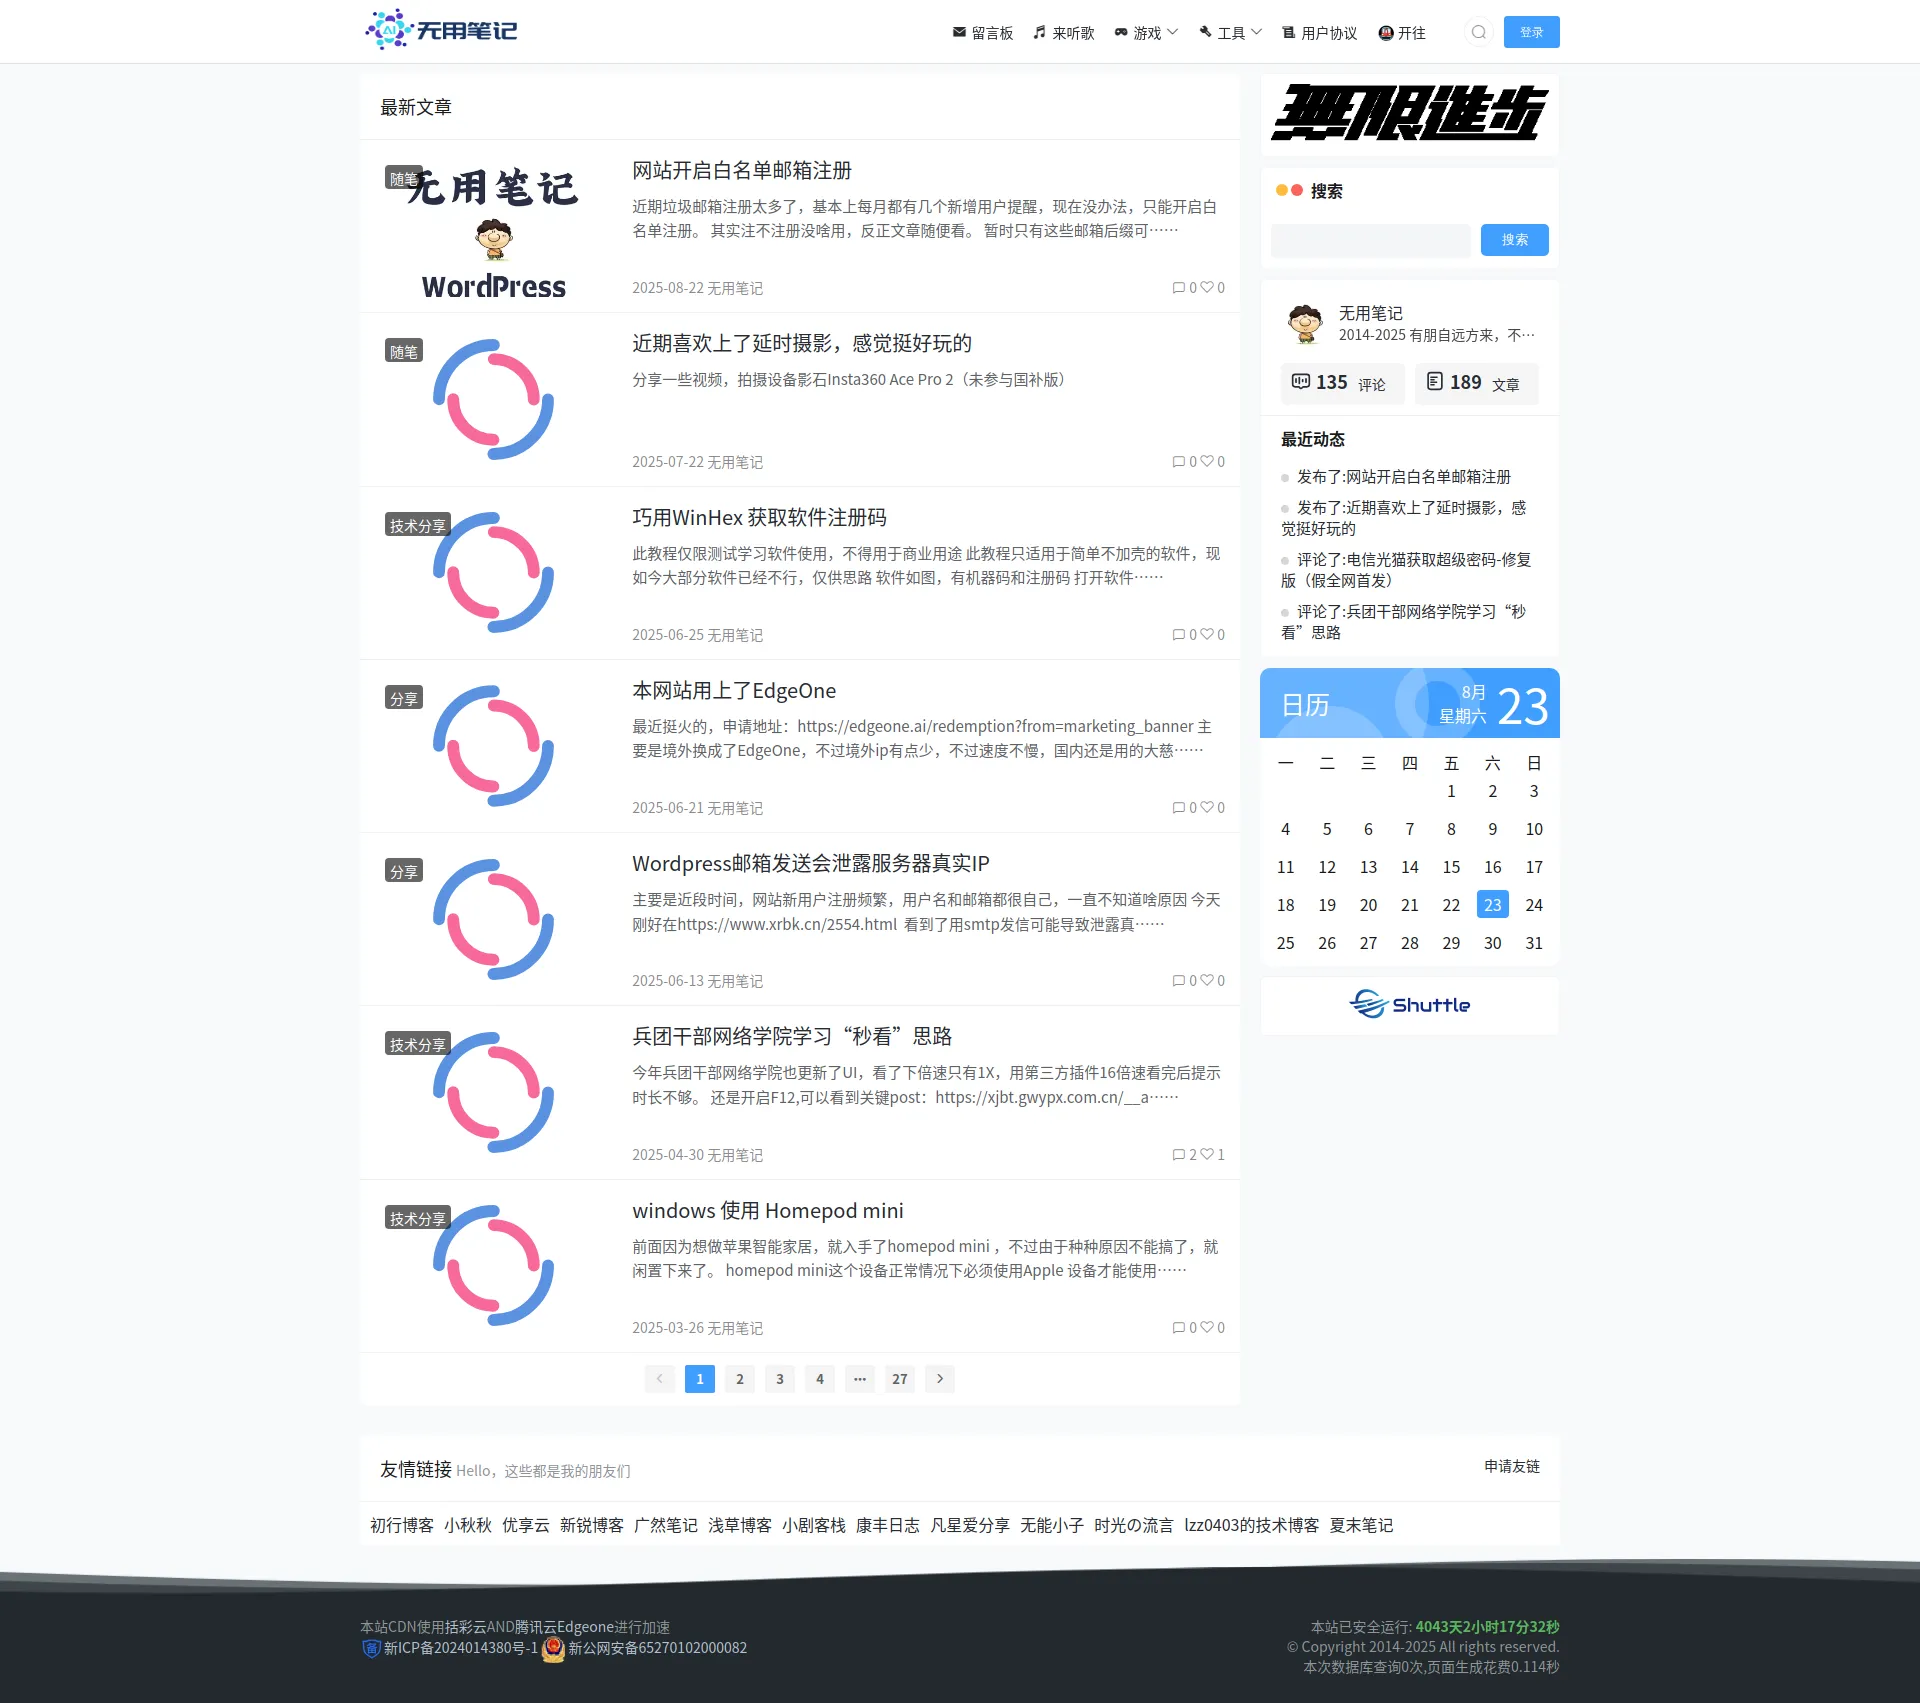 无用笔记
留言板
来听歌
游戏
工具
用户协议
开往
登录
最新文章
随笔
无用笔记
WordPress
网站开启白名单邮箱注册
近期垃圾邮箱注册太多了，基本上每月都有几个新增用户提醒，现在没办法，只能开启白
名单注册。 其实注不注册没啥用，反正文章随便看。 暂时只有这些邮箱后缀可……
2025-08-22 无用笔记
0 0
随笔
近期喜欢上了延时摄影，感觉挺好玩的
分享一些视频，拍摄设备影石Insta360 Ace Pro 2（未参与国补版）
2025-07-22 无用笔记
0 0
技术分享
巧用WinHex 获取软件注册码
此教程仅限测试学习软件使用，不得用于商业用途 此教程只适用于简单不加壳的软件，现
如今大部分软件已经不行，仅供思路 软件如图，有机器码和注册码 打开软件……
2025-06-25 无用笔记
0 0
分享
本网站用上了EdgeOne
最近挺火的，申请地址：https://edgeone.ai/redemption?from=marketing_banner 主
要是境外换成了EdgeOne，不过境外ip有点少，不过速度不慢，国内还是用的大慈……
2025-06-21 无用笔记
0 0
分享
Wordpress邮箱发送会泄露服务器真实IP
主要是近段时间，网站新用户注册频繁，用户名和邮箱都很自己，一直不知道啥原因 今天
刚好在https://www.xrbk.cn/2554.html 看到了用smtp发信可能导致泄露真……
2025-06-13 无用笔记
0 0
技术分享
兵团干部网络学院学习“秒看”思路
今年兵团干部网络学院也更新了UI，看了下倍速只有1X，用第三方插件16倍速看完后提示
时长不够。 还是开启F12,可以看到关键post：https://xjbt.gwypx.com.cn/__a……
2025-04-30 无用笔记
2 1
技术分享
windows 使用 Homepod mini
前面因为想做苹果智能家居，就入手了homepod mini ，不过由于种种原因不能搞了，就
闲置下来了。 homepod mini这个设备正常情况下必须使用Apple 设备才能使用……
2025-03-26 无用笔记
0 0
1 2 3 4 ··· 27
無限進步
搜索
搜索
无用笔记
2014-2025 有朋自远方来，不…
135 评论
189 文章
最近动态
发布了:网站开启白名单邮箱注册
发布了:近期喜欢上了延时摄影，感
觉挺好玩的
评论了:电信光猫获取超级密码-修复
版（假全网首发）
评论了:兵团干部网络学院学习“秒
看”思路
日历
8月
星期六
23
一 二 三 四 五 六 日
1 2 3
4 5 6 7 8 9 10
11 12 13 14 15 16 17
18 19 20 21 22 23 24
25 26 27 28 29 30 31
Shuttle
友情链接 Hello，这些都是我的朋友们
申请友链
初行博客 小秋秋 优享云 新锐博客 广然笔记 浅草博客 小剧客栈 康丰日志 凡星爱分享 无能小子 时光の流言 lzz0403的技术博客 夏末笔记
本站CDN使用括彩云AND腾讯云Edgeone进行加速
新ICP备2024014380号-1 新公网安备65270102000082
本站已安全运行: 4043天2小时17分32秒
© Copyright 2014-2025 All rights reserved.
本次数据库查询0次,页面生成花费0.114秒